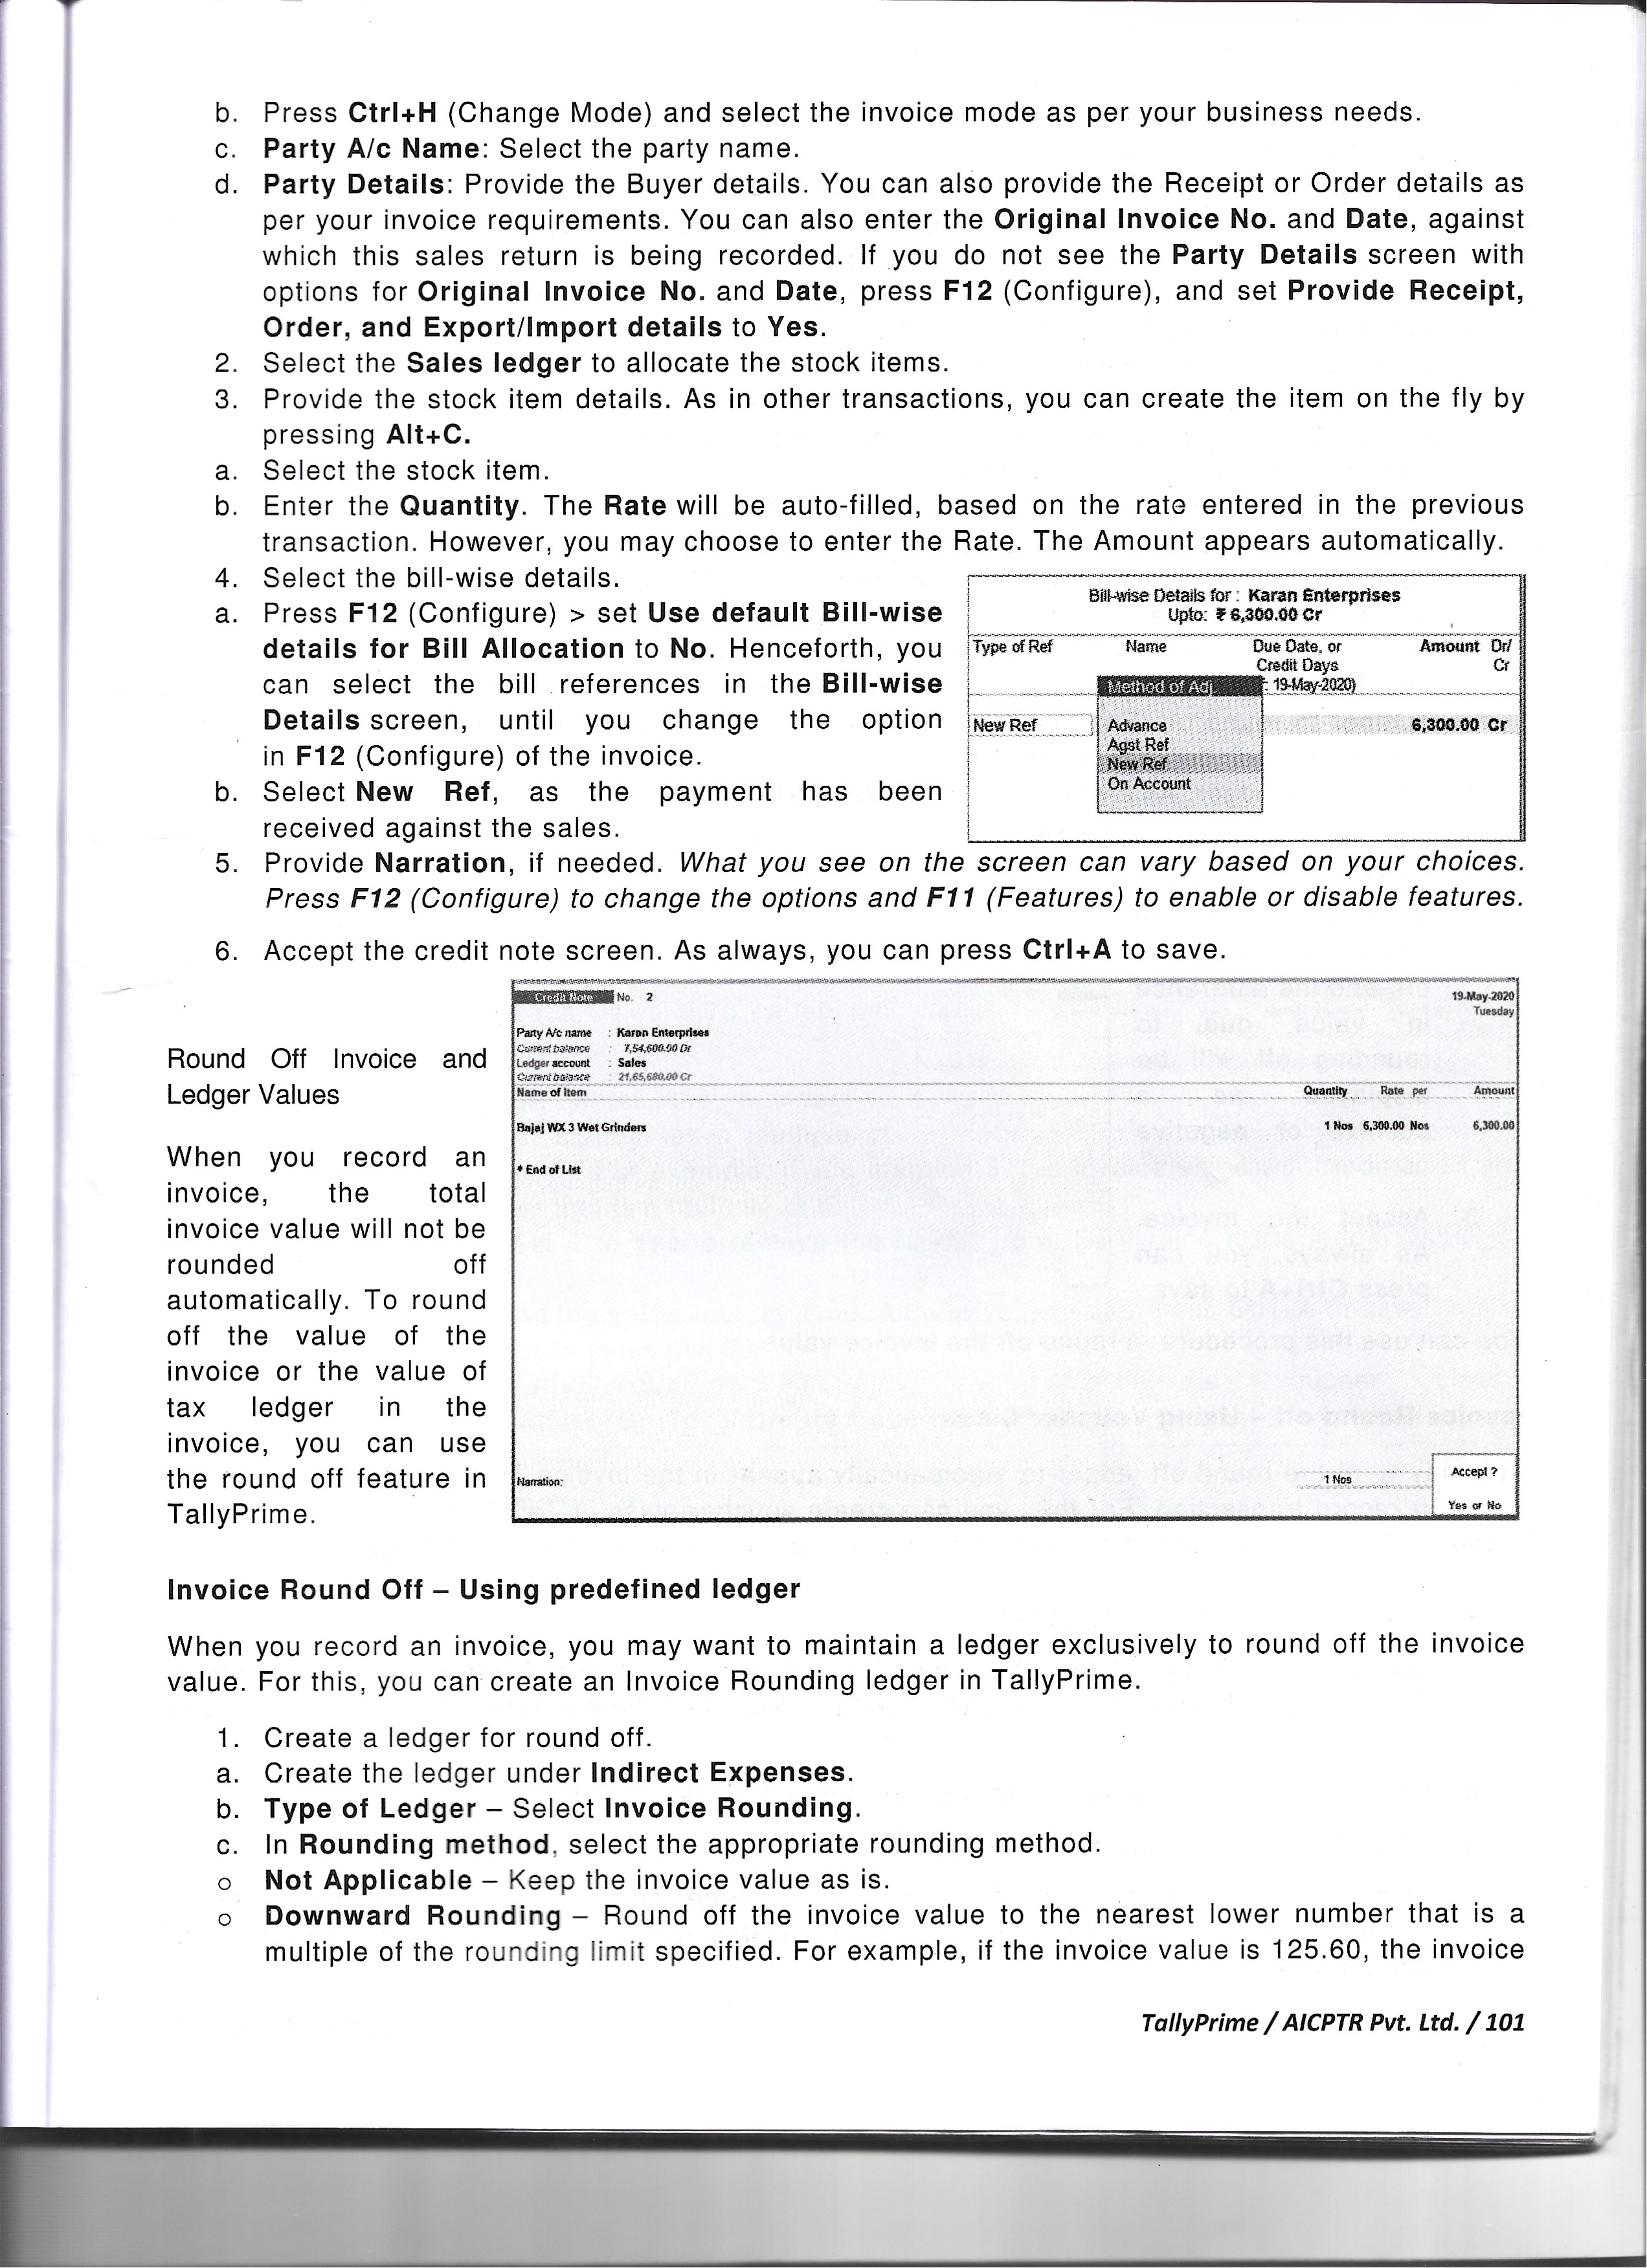 b. Press Ctrl+H (Change Mode) and select the invoice mode as per your business needs.
c. Party A/c Name: Select the party name.
d. Party Details: Provide the Buyer details. You can also provide the Receipt or Order details as
per your invoice requirements. You can also enter the Original Invoice No. and Date, against
which this sales return is being recorded. If you do not see the Party Details screen with
options for Original Invoice No. and Date, press F12 (Configure), and set Provide Receipt,
Order, and Export/Import details to Yes.
2. Select the Sales ledger to allocate the stock items.
3. Provide the stock item details. As in other transactions, you can create the item on the fly by
pressing Alt+C.
a. Select the stock item.
b. Enter the Quantity. The Rate will be auto-filled, based on the rate entered in the previous
transaction. However, you may choose to enter the Rate. The Amount appears automatically.
4. Select the bill-wise details.
a. Press F12 (Configure) > set Use default Bill-wise
details for Bill Allocation to No. Henceforth, you
can select the bill references in the Bill-wise
Details screen, until you change the option
in F12 (Configure) of the invoice.
b. Select New Ref, as the payment has been
received against the sales.
Bill-wise Details for : Karan Enterprises
Upto: ₹ 6,300.00 Cr
Type of Ref Name Due Date, or Amount Dr/
Credit Days Cr
Method of Adj. : 19-May-2020)
New Ref Advance 6,300.00 Cr
Agst Ref
New Ref
On Account
5. Provide Narration, if needed. What you see on the screen can vary based on your choices.
Press F12 (Configure) to change the options and F11 (Features) to enable or disable features.
6. Accept the credit note screen. As always, you can press Ctrl+A to save.
Credit Note No. 2 19-May-2020
Tuesday
Party A/c name : Karan Enterprises
Current balance : 7,54,600.00 Dr
Ledger account : Sales
Current balance : 21,65,680.00 Cr
Name of Item Quantity Rate per Amount
Bajaj WX 3 Wet Grinders 1 Nos 6,300.00 Nos 6,300.00
♦ End of List
Narration: 1 Nos
Accept ?
Yes or No
Round Off Invoice and
Ledger Values
When you record an
invoice, the total
invoice value will not be
rounded off
automatically. To round
off the value of the
invoice or the value of
tax ledger in the
invoice, you can use
the round off feature in
TallyPrime.
Invoice Round Off – Using predefined ledger
When you record an invoice, you may want to maintain a ledger exclusively to round off the invoice
value. For this, you can create an Invoice Rounding ledger in TallyPrime.
1. Create a ledger for round off.
a. Create the ledger under Indirect Expenses.
b. Type of Ledger – Select Invoice Rounding.
c. In Rounding method, select the appropriate rounding method.
o Not Applicable – Keep the invoice value as is.
o Downward Rounding – Round off the invoice value to the nearest lower number that is a
multiple of the rounding limit specified. For example, if the invoice value is 125.60, the invoice
TallyPrime / AICPTR Pvt. Ltd. / 101